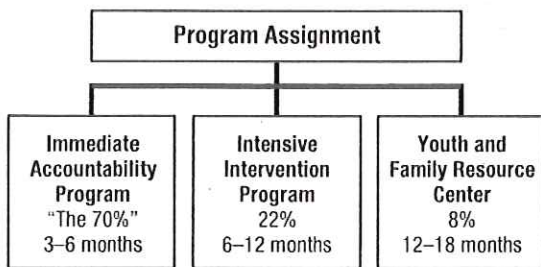 Program Assignment
Immediate
Accountability
Program
"The 70%"
3–6 months
Intensive
Intervention
Program
22%
6–12 months
Youth and
Family Resource
Center
8%
12–18 months